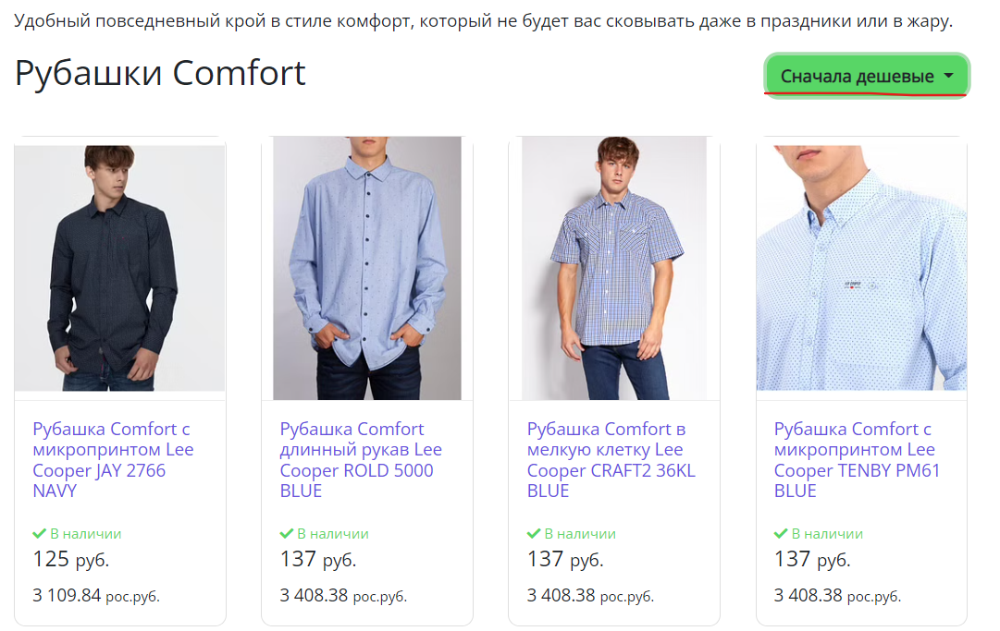 Удобный повседневный крой в стиле комфорт, который не будет вас сковывать даже в праздники или в жару.
Рубашки Comfort
Сначала дешевые
Рубашка Comfort с
микропринтом Lee
Cooper JAY 2766
NAVY
В наличии
125 руб.
3 109.84 рос.руб.
Рубашка Comfort
длинный рукав Lee
Cooper ROLD 5000
BLUE
В наличии
137 руб.
3 408.38 рос.руб.
Рубашка Comfort в
мелкую клетку Lee
Cooper CRAFT2 36KL
BLUE
В наличии
137 руб.
3 408.38 рос.руб.
Рубашка Comfort с
микропринтом Lee
Cooper TENBY PM61
BLUE
В наличии
137 руб.
3 408.38 рос.руб.